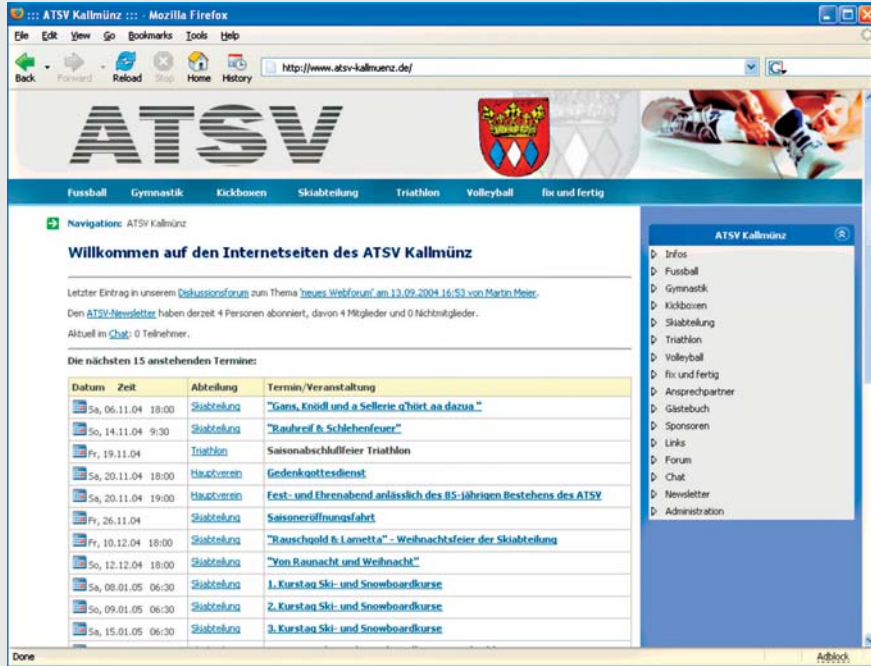 ::: ATSV Kallmünz ::: - Mozilla Firefox
File Edit View Go Bookmarks Tools Help
Back Forward Reload Stop Home History http://www.atsv-kallmuenz.de/ G
ATSV
Fussball Gymnastik Kickboxen Skiabteilung Triathlon Volleyball fix und fertig
Navigation: ATSV Kallmünz
Willkommen auf den Internetseiten des ATSV Kallmünz
Letzter Eintrag in unserem Diskussionsforum zum Thema 'neues Webforum' am 13.09.2004 16:53 von Martin Meier.
Den ATSV-Newsletter haben derzeit 4 Personen abonniert, davon 4 Mitglieder und 0 Nichtmitglieder.
Aktuell im Chat: 0 Teilnehmer.
Die nächsten 15 anstehenden Termine:
Datum Zeit Abteilung Termin/Veranstaltung
Sa, 06.11.04 18:00 Skiabteilung "Gans, Knödl und a Sellerie g'hört aa dazua "
So, 14.11.04 9:30 Skiabteilung "Rauhreif & Schlehenfeuer"
Fr, 19.11.04 Triathlon Saisonabschlußfeier Triathlon
Sa, 20.11.04 18:00 Hauptverein Gedenkgottesdienst
Sa, 20.11.04 19:00 Hauptverein Fest- und Ehrenabend anlässlich des 85-jährigen Bestehens des ATSV
Fr, 26.11.04 Skiabteilung Saisoneröffnungsfahrt
Fr, 10.12.04 18:00 Skiabteilung "Rauschgold & Lametta" - Weihnachtsfeier der Skiabteilung
So, 12.12.04 18:00 Skiabteilung "Von Raunacht und Weihnacht"
Sa, 08.01.05 06:30 Skiabteilung 1. Kurstag Ski- und Snowboardkurse
So, 09.01.05 06:30 Skiabteilung 2. Kurstag Ski- und Snowboardkurse
Sa, 15.01.05 06:30 Skiabteilung 3. Kurstag Ski- und Snowboardkurse
ATSV Kallmünz
Infos
Fussball
Gymnastik
Kickboxen
Skiabteilung
Triathlon
Volleyball
fix und fertig
Ansprechpartner
Gästebuch
Sponsoren
Links
Forum
Chat
Newsletter
Administration
Done Adblock